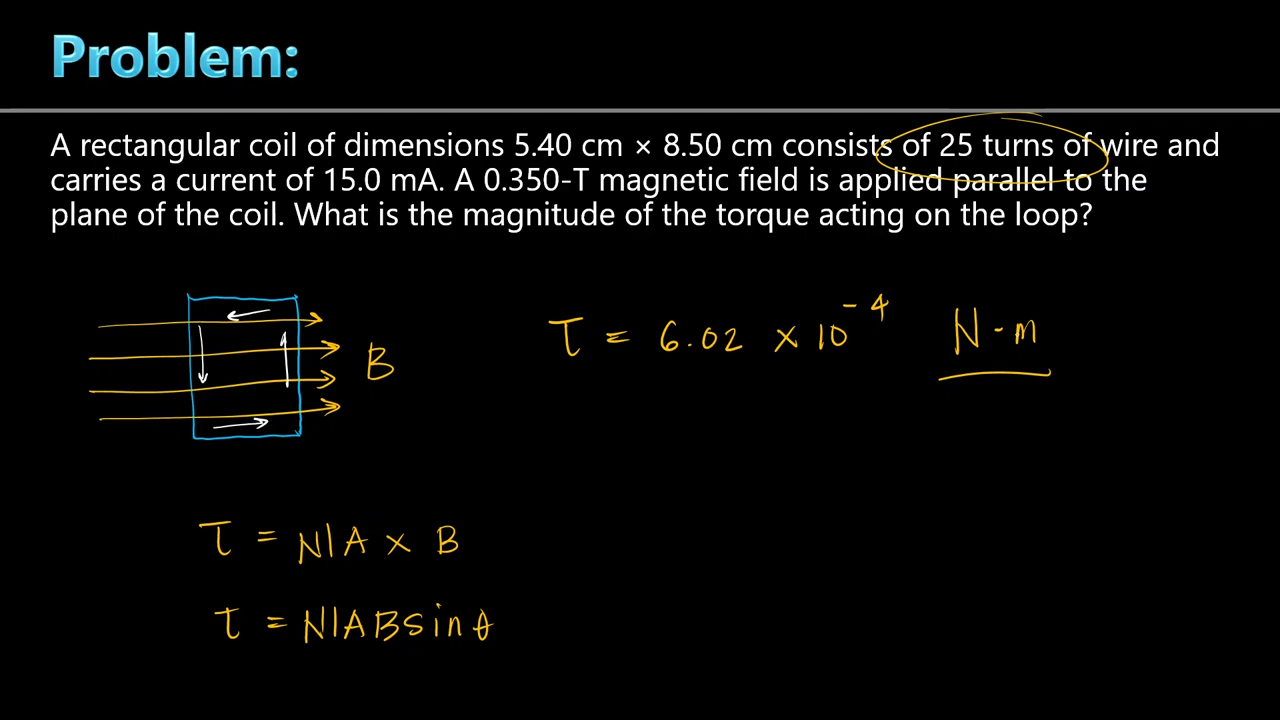 Problem:
A rectangular coil of dimensions 5.40 cm × 8.50 cm consists of 25 turns of wire and
carries a current of 15.0 mA. A 0.350-T magnetic field is applied parallel to the
plane of the coil. What is the magnitude of the torque acting on the loop?
τ = 6.02 × 10⁻⁴ N-m
B
τ = NIA × B
τ = NIABsinθ